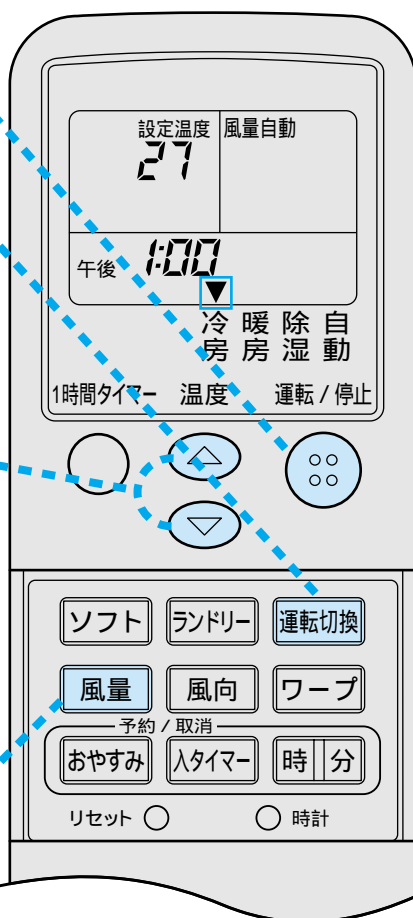 設定温度 風量自動
27
午後 1:00
▼
冷房 暖房 除湿 自動
1時間タイマー 温度 運転 / 停止
ソフト ランドリー 運転切換
風量 風向 ワープ
予約 / 取消
おやすみ 入タイマー 時 分
リセット 時計